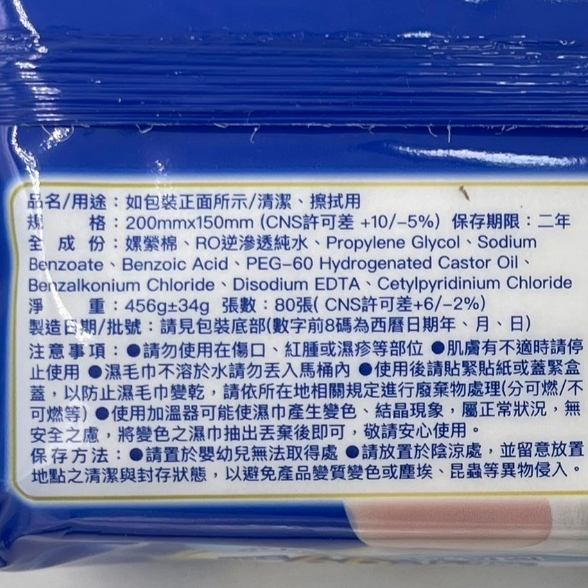 品名/用途：如包裝正面所示/清潔、擦拭用
規　　格：200mmx150mm (CNS許可差 +10/-5%) 保存期限：二年
全 成 份：嫘縈棉、RO逆滲透純水、Propylene Glycol、Sodium
Benzoate、Benzoic Acid、PEG-60 Hydrogenated Castor Oil、
Benzalkonium Chloride、Disodium EDTA、Cetylpyridinium Chloride
淨　　重：456g±34g 張數：80張( CNS許可差+6/-2%)
製造日期/批號：請見包裝底部(數字前8碼為西曆日期年、月、日)
注意事項：●請勿使用在傷口、紅腫或濕疹等部位 ●肌膚有不適時請停
止使用 ●濕毛巾不溶於水請勿丟入馬桶內 ●使用後請貼緊貼紙或蓋緊盒
蓋，以防止濕毛巾變乾，請依所在地相關規定進行廢棄物處理(分可燃/不
可燃等) ●使用加溫器可能使濕巾產生變色、結晶現象，屬正常狀況，無
安全之慮，將變色之濕巾抽出丟棄後即可，敬請安心使用。
保存方法：●請置於嬰幼兒無法取得處 ●請放置於陰涼處，並留意放置
地點之清潔與封存狀態，以避免產品變質變色或塵埃、昆蟲等異物侵入。